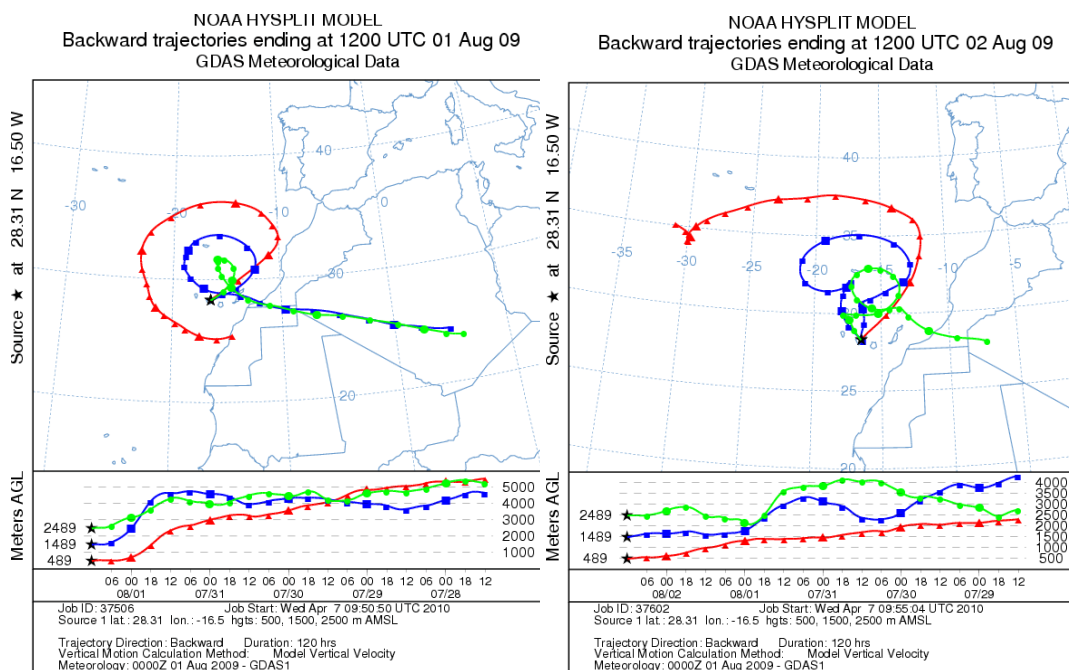 NOAA HYSPLIT MODEL
Backward trajectories ending at 1200 UTC 01 Aug 09
GDAS Meteorological Data
Source ★ at 28.31 N 16.50 W
-30
-20
-10
0
40
30
20
Meters AGL
5000
4000
3000
2000
1000
2489
1489
489
06 00 18 12 06 00 18 12 06 00 18 12 06 00 18 12 06 00 18 12
08/01 07/31 07/30 07/29 07/28
Job ID: 37506 Job Start: Wed Apr 7 09:50:50 UTC 2010
Source 1 lat.: 28.31 lon.: -16.5 hgts: 500, 1500, 2500 m AMSL
Trajectory Direction: Backward Duration: 120 hrs
Vertical Motion Calculation Method: Model Vertical Velocity
Meteorology: 0000Z 01 Aug 2009 - GDAS1
NOAA HYSPLIT MODEL
Backward trajectories ending at 1200 UTC 02 Aug 09
GDAS Meteorological Data
Source ★ at 28.31 N 16.50 W
40
-35
-30
-25
-20
-15
-10
-5
35
30
25
20
Meters AGL
4000
3500
3000
2500
2000
1500
1000
500
2489
1489
489
06 00 18 12 06 00 18 12 06 00 18 12 06 00 18 12 06 00 18 12
08/02 08/01 07/31 07/30 07/29
Job ID: 37602 Job Start: Wed Apr 7 09:55:04 UTC 2010
Source 1 lat.: 28.31 lon.: -16.5 hgts: 500, 1500, 2500 m AMSL
Trajectory Direction: Backward Duration: 120 hrs
Vertical Motion Calculation Method: Model Vertical Velocity
Meteorology: 0000Z 01 Aug 2009 - GDAS1